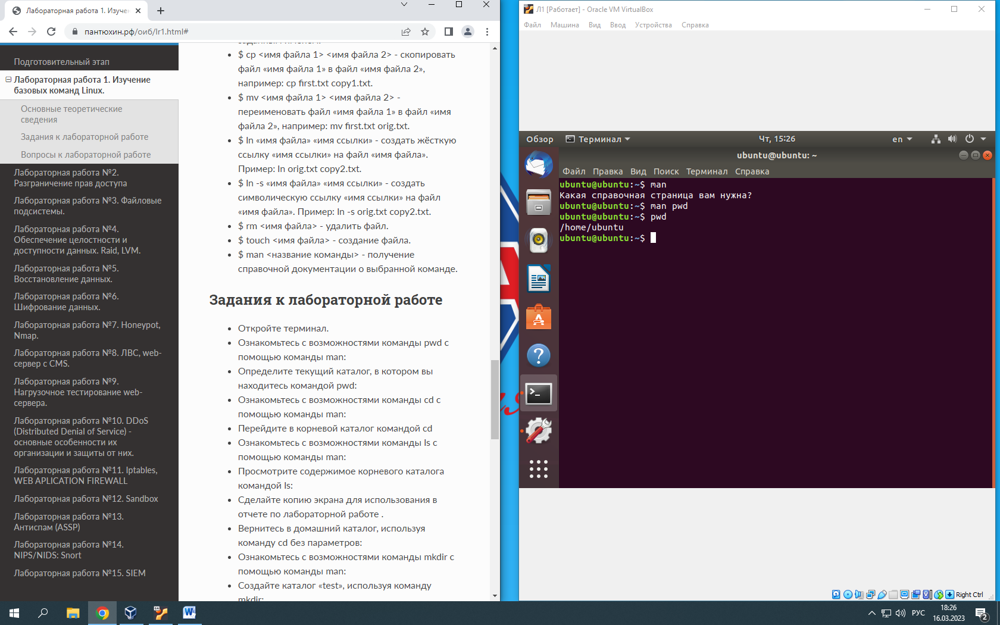 Лабораторная работа 1. Изучен
пантюхин.рф/оиб/lr1.html#
Подготовительный этап
Лабораторная работа 1. Изучение
базовых команд Linux.
Основные теоретические
сведения
Задания к лабораторной работе
Вопросы к лабораторной работе
Лабораторная работа №2.
Разграничение прав доступа
Лабораторная работа №3. Файловые
подсистемы.
Лабораторная работа №4.
Обеспечение целостности и
доступности данных. Raid, LVM.
Лабораторная работа №5.
Восстановление данных.
Лабораторная работа №6.
Шифрование данных.
Лабораторная работа №7. Honeypot,
Nmap.
Лабораторная работа №8. ЛВС, web-
сервер с CMS.
Лабораторная работа №9.
Нагрузочное тестирование web-
сервера.
Лабораторная работа №10. DDoS
(Distributed Denial of Service) -
основные особенности их
организации и защиты от них.
Лабораторная работа №11. Iptables,
WEB APLICATION FIREWALL
Лабораторная работа №12. Sandbox
Лабораторная работа №13.
Антиспам (ASSP)
Лабораторная работа №14.
NIPS/NIDS: Snort
Лабораторная работа №15. SIEM
$ cp <имя файла 1> <имя файла 2> - скопировать
файл «имя файла 1» в файл «имя файла 2»,
например: cp first.txt copy1.txt.
$ mv <имя файла 1> <имя файла 2> -
переименовать файл «имя файла 1» в файл «имя
файла 2», например: mv first.txt orig.txt.
$ ln «имя файла» «имя ссылки» - создать жёсткую
ссылку «имя ссылки» на файл «имя файла».
Пример: ln orig.txt copy2.txt.
$ ln -s «имя файла» «имя ссылки» - создать
символическую ссылку «имя ссылки» на файл
«имя файла». Пример: ln -s orig.txt copy2.txt.
$ rm <имя файла> - удалить файл.
$ touch <имя файла> - создание файла.
$ man <название команды> - получение
справочной документации о выбранной команде.
Задания к лабораторной работе
Откройте терминал.
Ознакомьтесь с возможностями команды pwd с
помощью команды man:
Определите текущий каталог, в котором вы
находитесь командой pwd:
Ознакомьтесь с возможностями команды cd с
помощью команды man:
Перейдите в корневой каталог командой cd
Ознакомьтесь с возможностями команды ls с
помощью команды man:
Просмотрите содержимое корневого каталога
командой ls:
Сделайте копию экрана для использования в
отчете по лабораторной работе .
Вернитесь в домашний каталог, используя
команду cd без параметров:
Ознакомьтесь с возможностями команды mkdir с
помощью команды man:
Создайте каталог «test», используя команду
mkdir:
Л1 [Работает] - Oracle VM VirtualBox
Файл Машина Вид Ввод Устройства Справка
Обзор Терминал Чт, 15:26 en
ubuntu@ubuntu: ~
Файл Правка Вид Поиск Терминал Справка
ubuntu@ubuntu:~$ man
Какая справочная страница вам нужна?
ubuntu@ubuntu:~$ man pwd
ubuntu@ubuntu:~$ pwd
/home/ubuntu
ubuntu@ubuntu:~$
Right Ctrl
РУС
18:26
16.03.2023
2